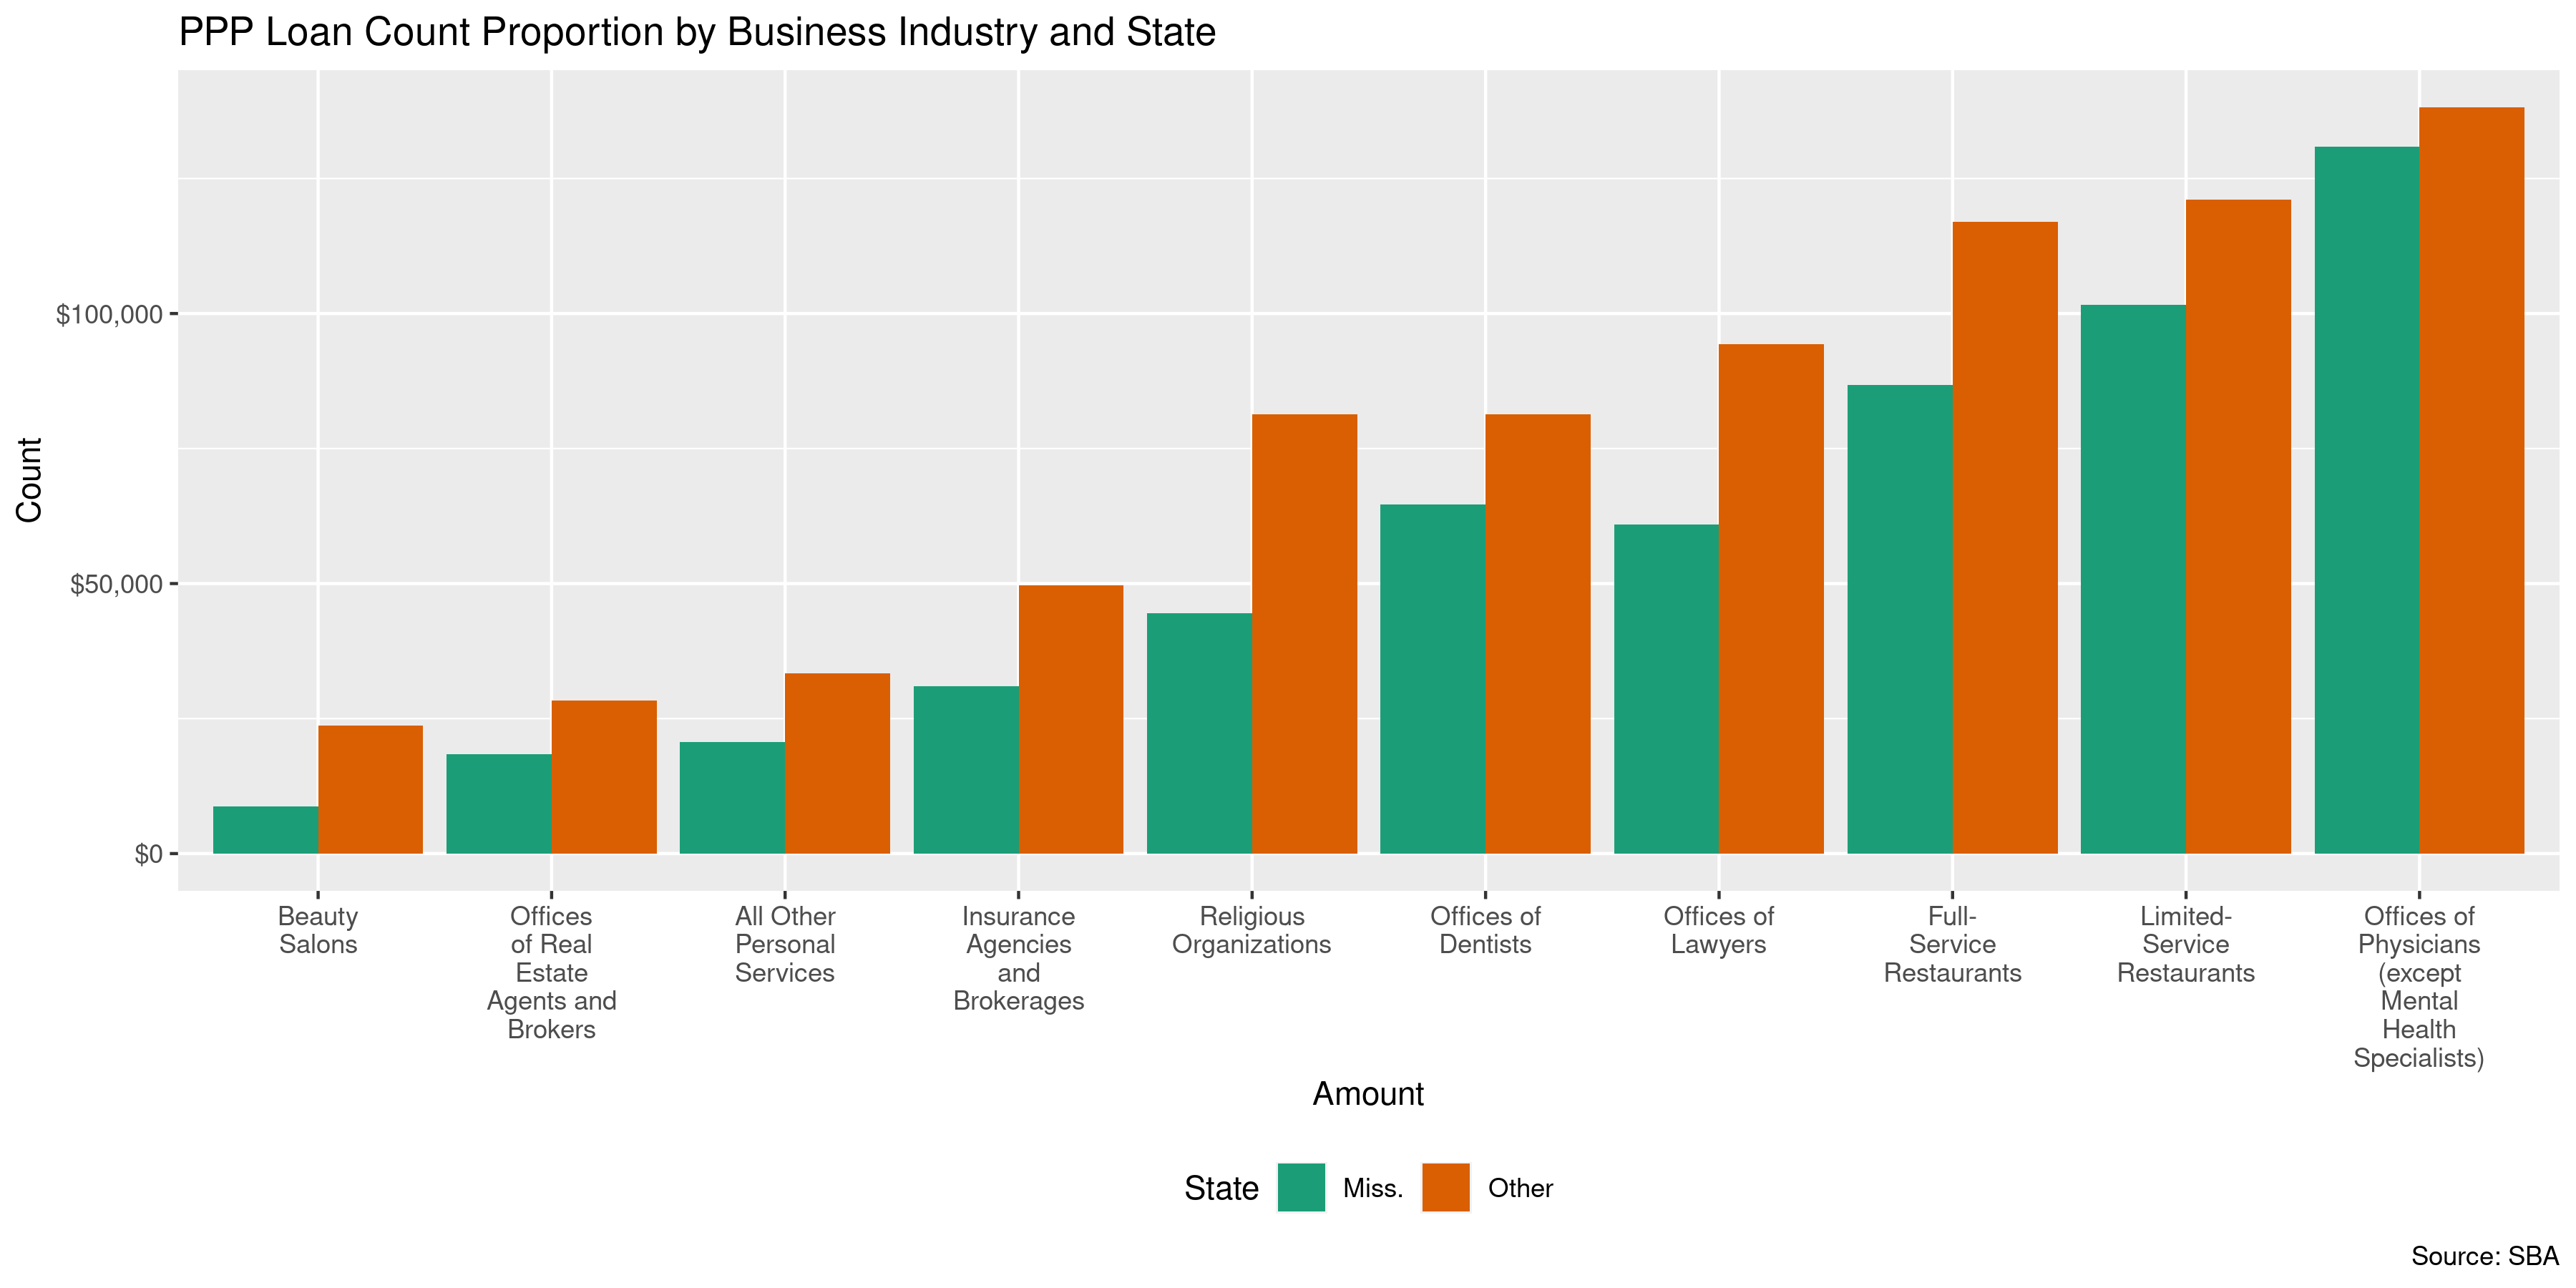 PPP Loan Count Proportion by Business Industry and State
Count
$100,000
$50,000
$0
Beauty
Salons
Offices
of Real
Estate
Agents and
Brokers
All Other
Personal
Services
Insurance
Agencies
and
Brokerages
Religious
Organizations
Offices of
Dentists
Offices of
Lawyers
Full-
Service
Restaurants
Limited-
Service
Restaurants
Offices of
Physicians
(except
Mental
Health
Specialists)
Amount
State
Miss.
Other
Source: SBA